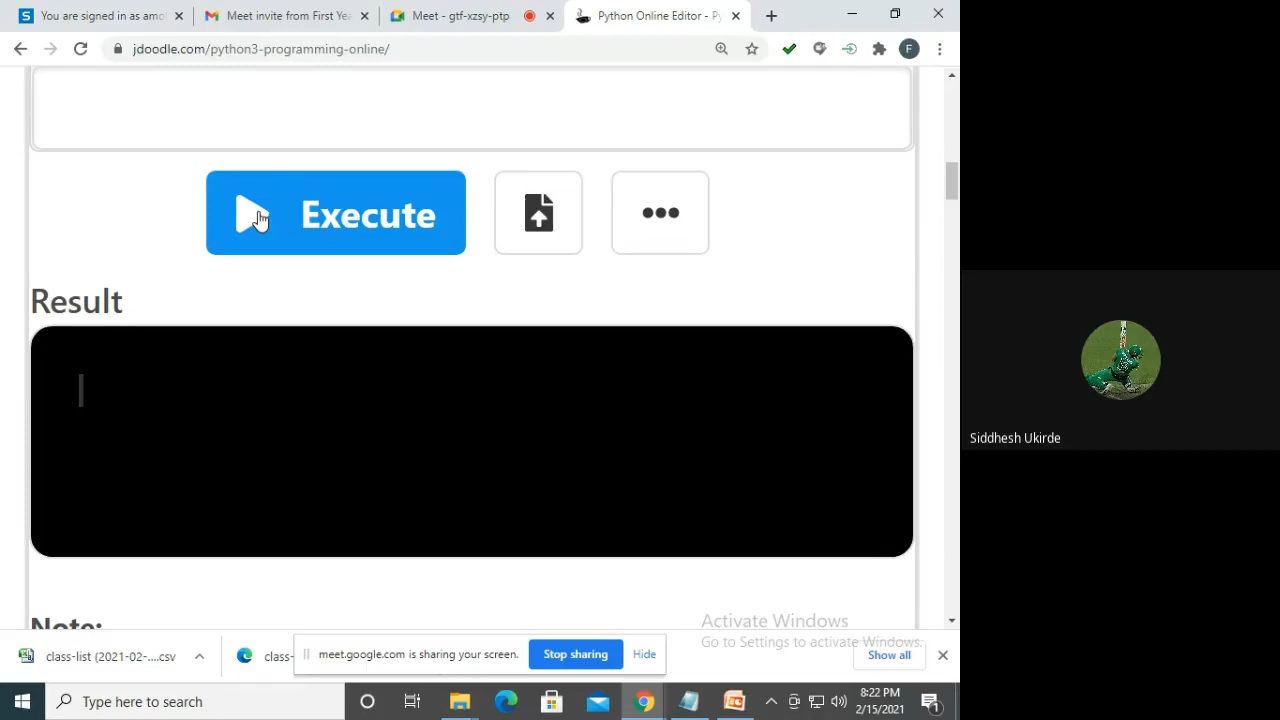 You are signed in as amo
Meet invite from First Yea
Meet - gtf-xzsy-ptp
Python Online Editor - Py
jdoodle.com/python3-programming-online/
F
Execute
Result
Siddhesh Ukirde
Note:
Activate Windows
Go to Settings to activate Windows.
class-list (2021-02-....csv
class-
meet.google.com is sharing your screen.
Stop sharing
Hide
Show all
Type here to search
8:22 PM
2/15/2021
1